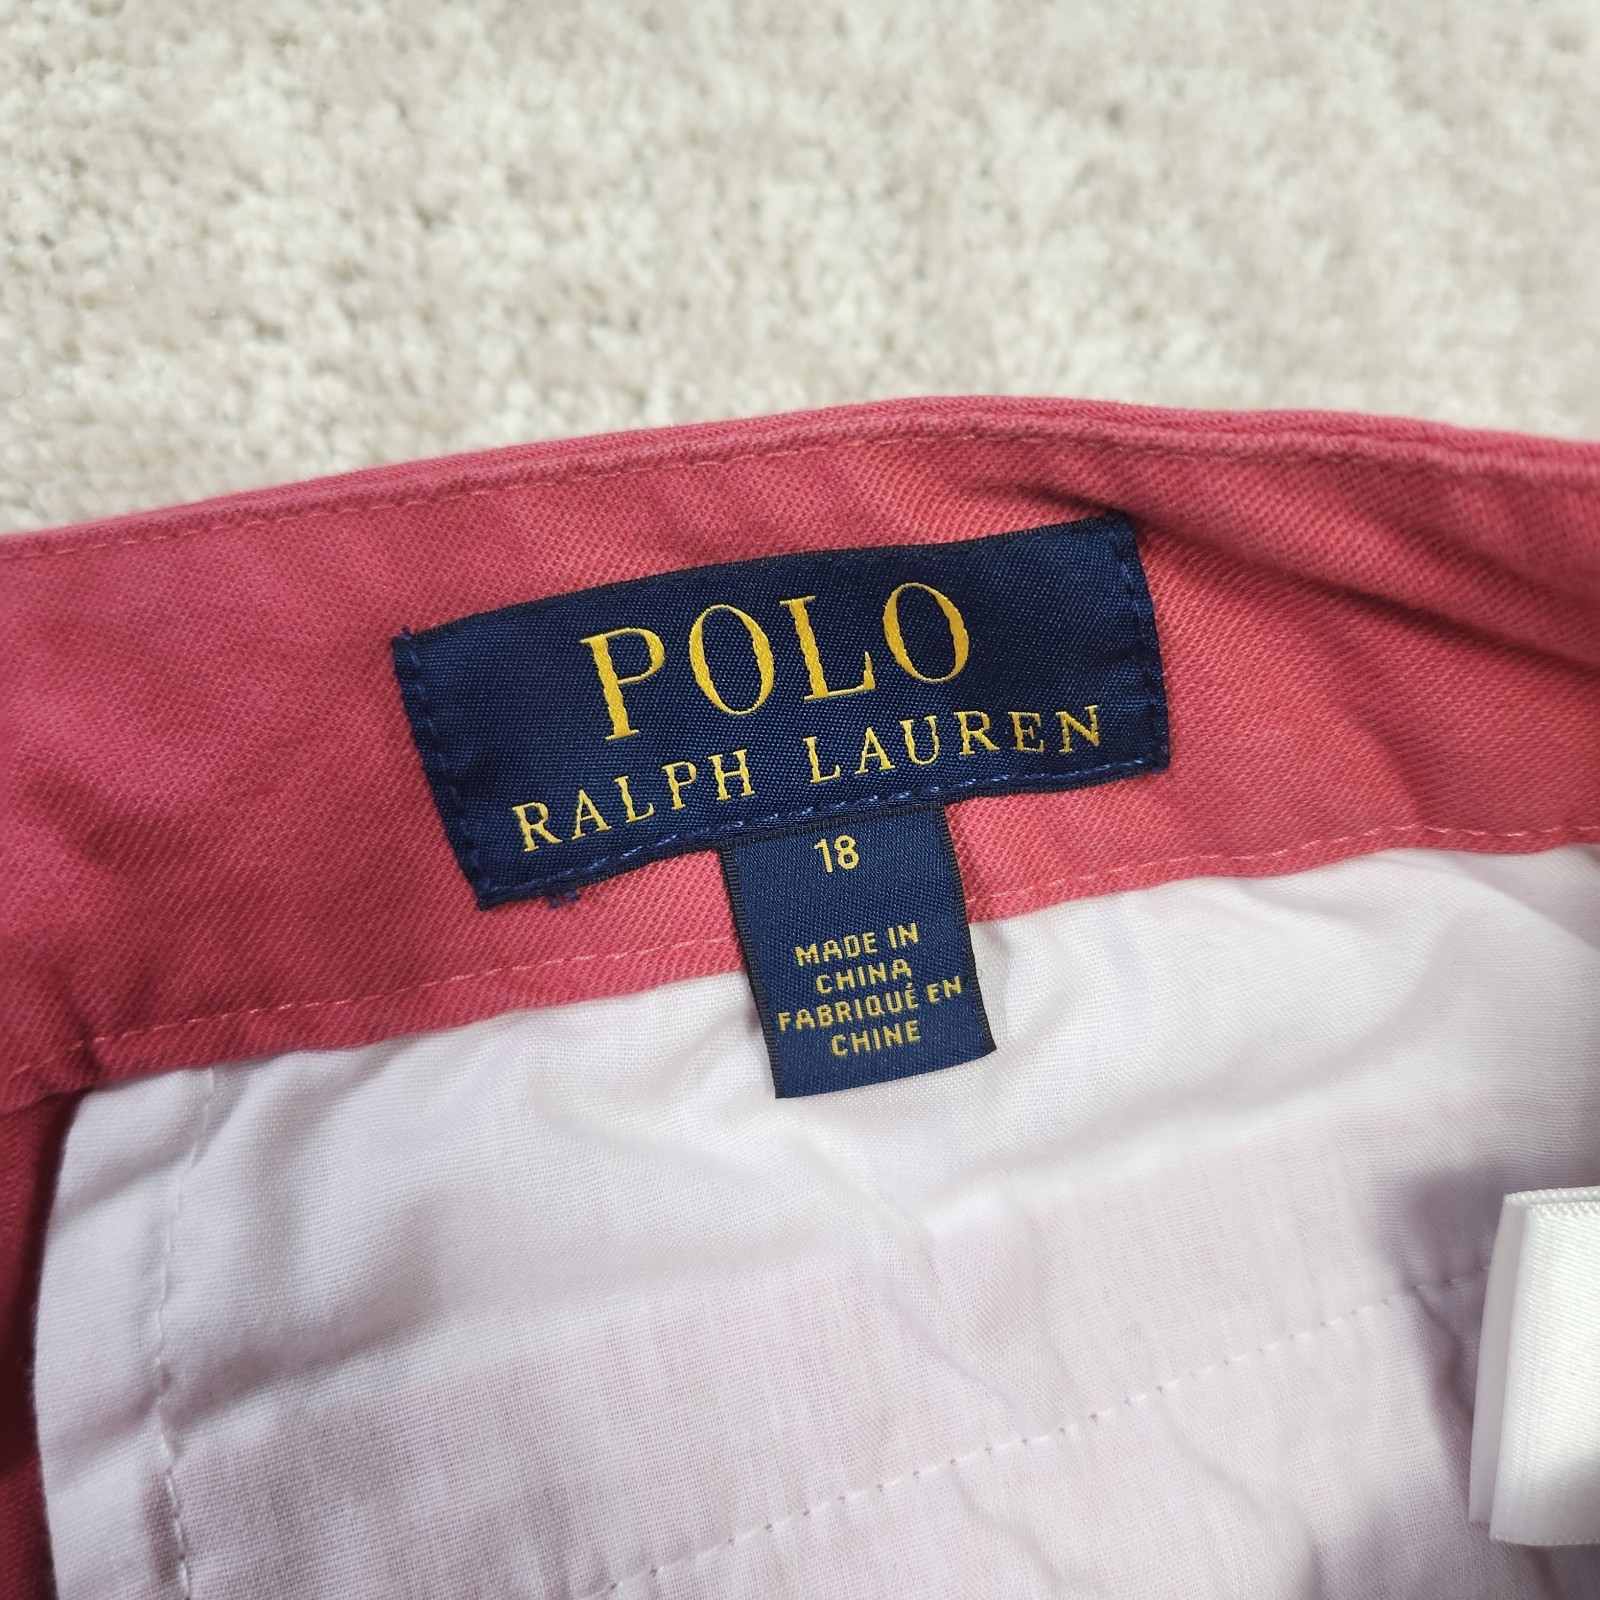 POLO
RALPH LAUREN
18
MADE IN
CHINA
FABRIQUÉ EN
CHINE